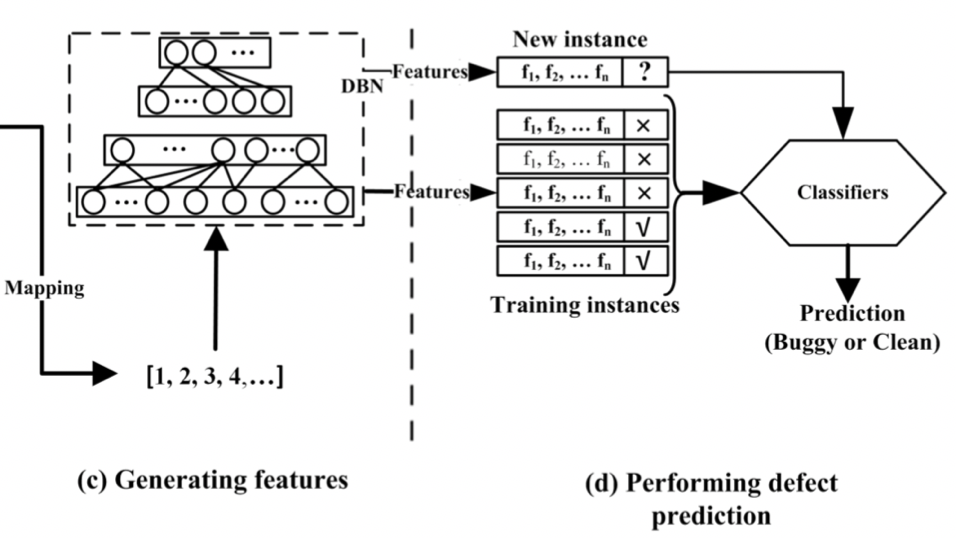 New instance
DBN
Features
f₁, f₂, ... fₙ ?
f₁, f₂, ... fₙ ×
f₁, f₂, ... fₙ ×
Features
f₁, f₂, ... fₙ ×
f₁, f₂, ... fₙ √
f₁, f₂, ... fₙ √
Training instances
Classifiers
Prediction
(Buggy or Clean)
Mapping
[1, 2, 3, 4,...]
(c) Generating features
(d) Performing defect
prediction